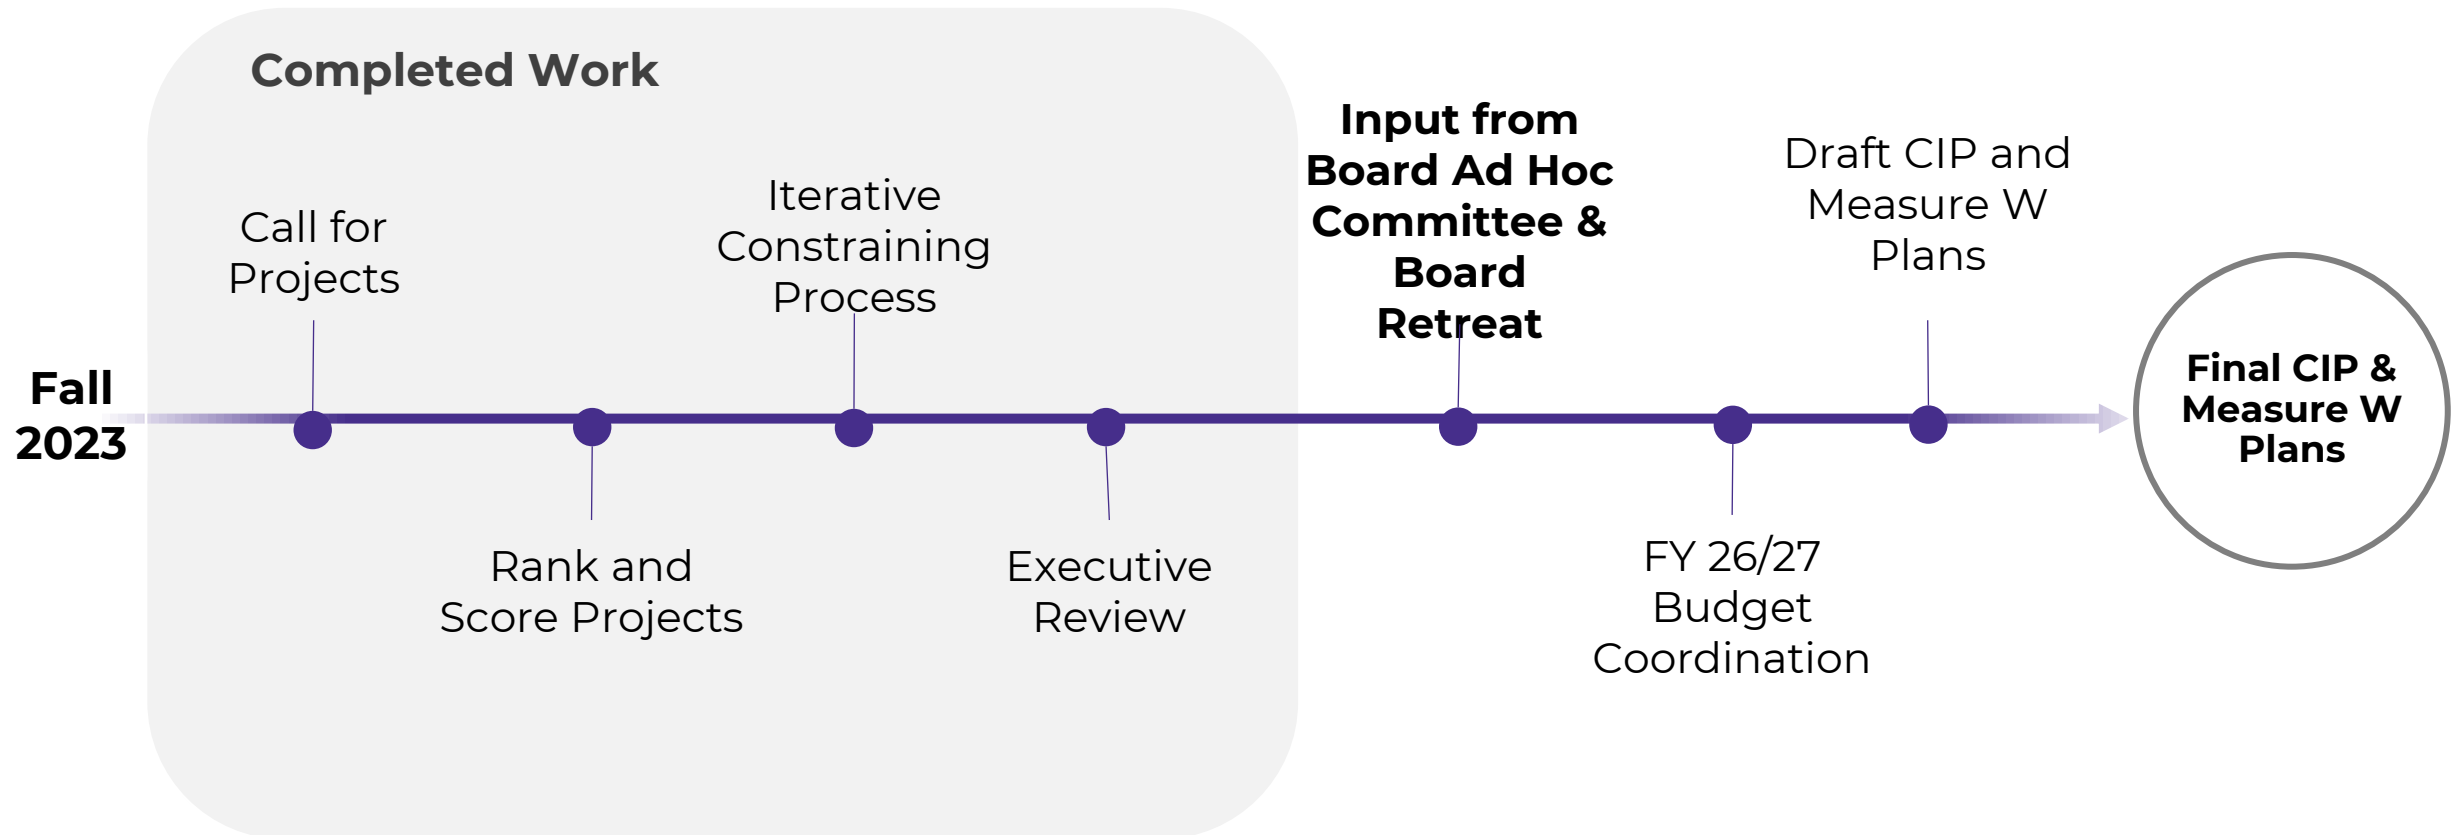 Completed Work
Fall
2023
Call for
Projects
Rank and
Score Projects
Iterative
Constraining
Process
Executive
Review
Input from
Board Ad Hoc
Committee &
Board
Retreat
FY 26/27
Budget
Coordination
Draft CIP and
Measure W
Plans
Final CIP &
Measure W
Plans